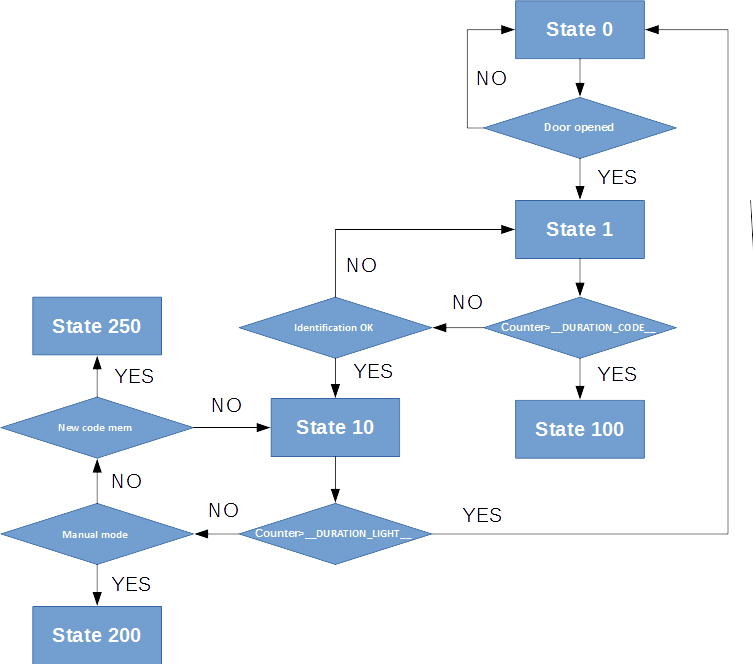 State 0
NO
Door opened
YES
State 1
NO
NO
Identification OK
Counter>__DURATION_CODE__
State 250
YES
YES
YES
New code mem
NO
State 10
State 100
NO
Manual mode
NO
Counter>__DURATION_LIGHT__
YES
YES
State 200